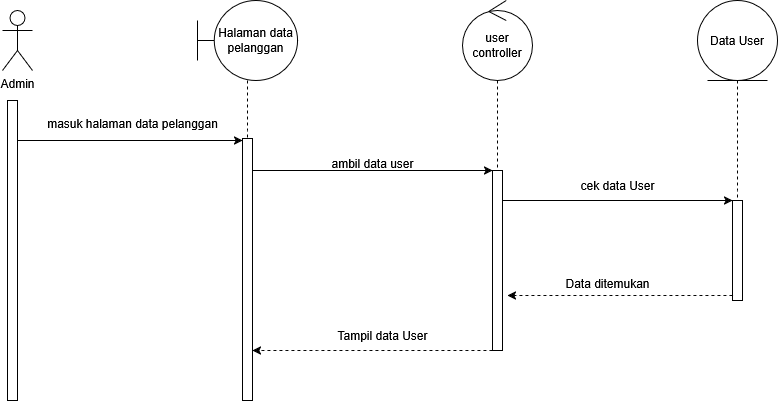 Halaman data
pelanggan
user
controller
Data User
Admin
masuk halaman data pelanggan
ambil data user
cek data User
Data ditemukan
Tampil data User